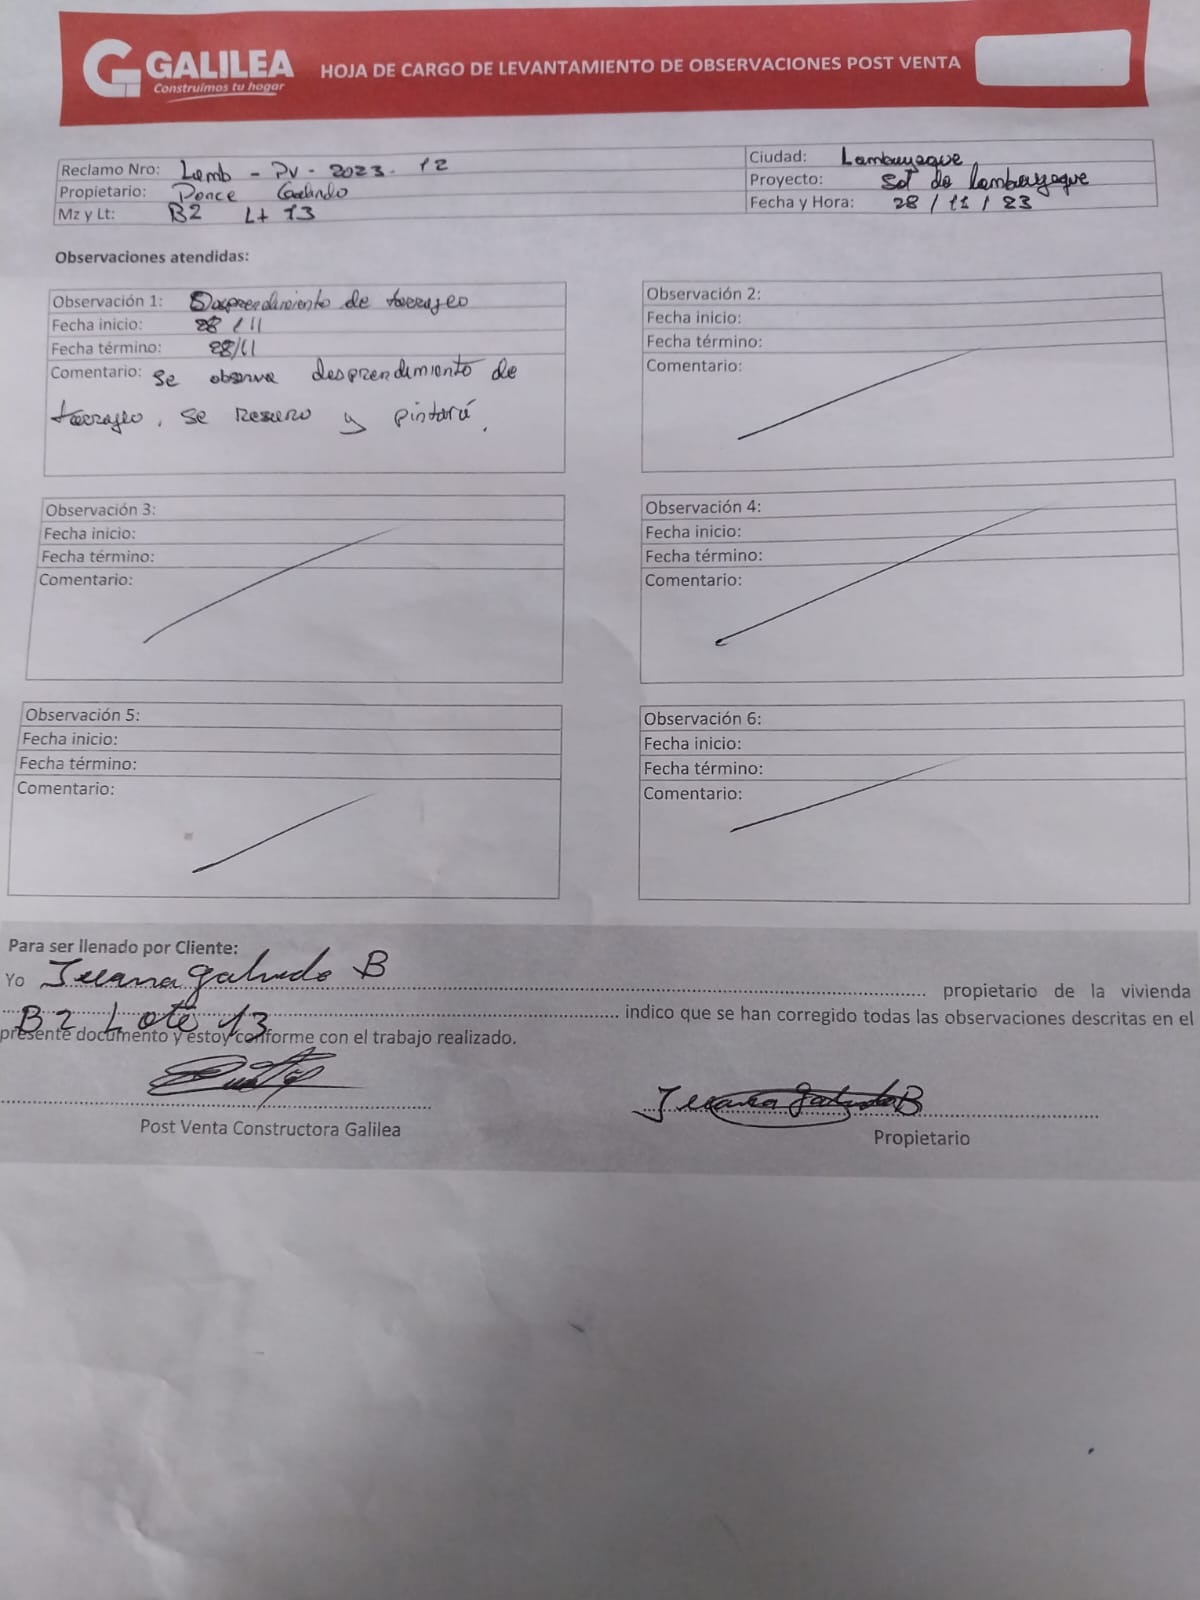 GALILEA
Construimos tu hogar
HOJA DE CARGO DE LEVANTAMIENTO DE OBSERVACIONES POST VENTA
Reclamo Nro: Lamb - PV - 2023. 12
Propietario: Ponce Galindo
Mz y Lt: B2 Lt 13
Ciudad: Lambayeque
Proyecto: Sol de Lambayeque
Fecha y Hora: 28 / 11 / 23
Observaciones atendidas:
Observación 1: Desprendimiento de tarrajeo
Fecha inicio: 28 / 11
Fecha término: 28/11
Comentario: Se observa desprendimiento de
tarrajeo, se resano y pintará.
Observación 2:
Fecha inicio:
Fecha término:
Comentario:
Observación 3:
Fecha inicio:
Fecha término:
Comentario:
Observación 4:
Fecha inicio:
Fecha término:
Comentario:
Observación 5:
Fecha inicio:
Fecha término:
Comentario:
Observación 6:
Fecha inicio:
Fecha término:
Comentario:
Para ser llenado por Cliente:
Yo Juana Galindo B propietario de la vivienda
B2 Lote 13 indico que se han corregido todas las observaciones descritas en el
presente documento y estoy conforme con el trabajo realizado.
Juana Galindo B
Post Venta Constructora Galilea
Propietario